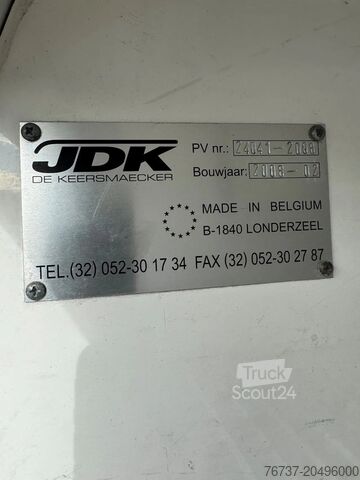 JDK
DE KEERSMAECKER
PV nr.: 24041-2008
Bouwjaar: 2008-02
MADE IN BELGIUM
B-1840 LONDERZEEL
TEL.(32) 052-30 17 34 FAX (32) 052-30 27 87
Truck
Scout24
76737-20496000